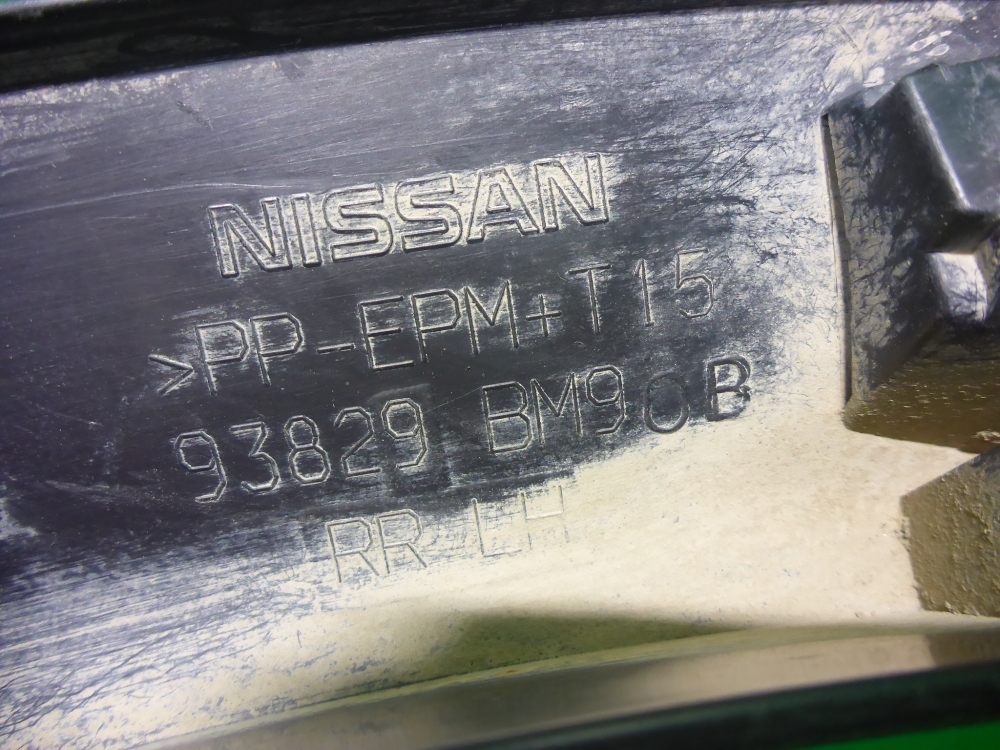 NISSAN
>PP-EPM+T15
93829 BM90B
RR LH